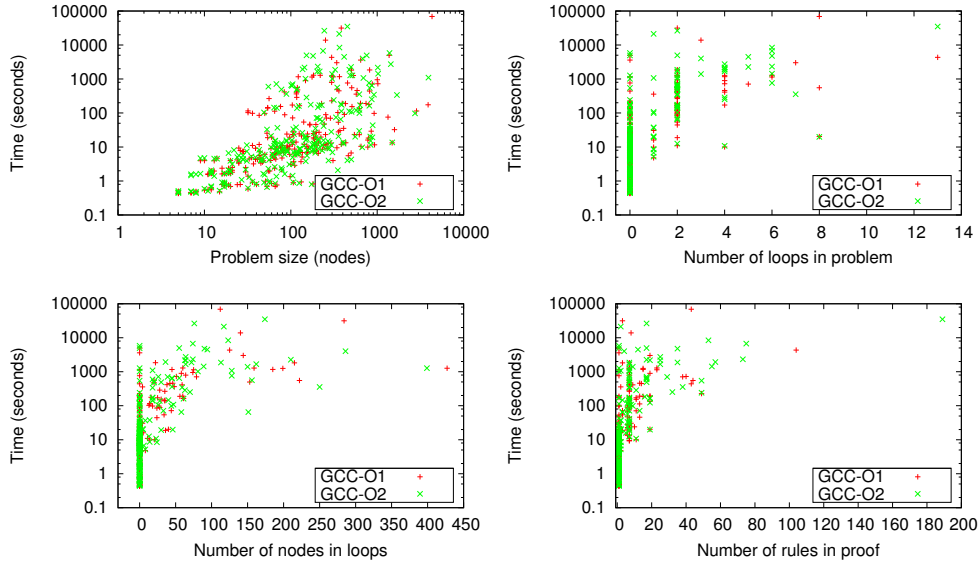 100000
10000
1000
100
10
1
0.1
Time (seconds)
GCC-O1
GCC-O2
1 10 100 1000 10000
Problem size (nodes)
100000
10000
1000
100
10
1
0.1
Time (seconds)
GCC-O1
GCC-O2
0 2 4 6 8 10 12 14
Number of loops in problem
100000
10000
1000
100
10
1
0.1
Time (seconds)
GCC-O1
GCC-O2
0 50 100 150 200 250 300 350 400 450
Number of nodes in loops
100000
10000
1000
100
10
1
0.1
Time (seconds)
GCC-O1
GCC-O2
0 20 40 60 80 100 120 140 160 180 200
Number of rules in proof